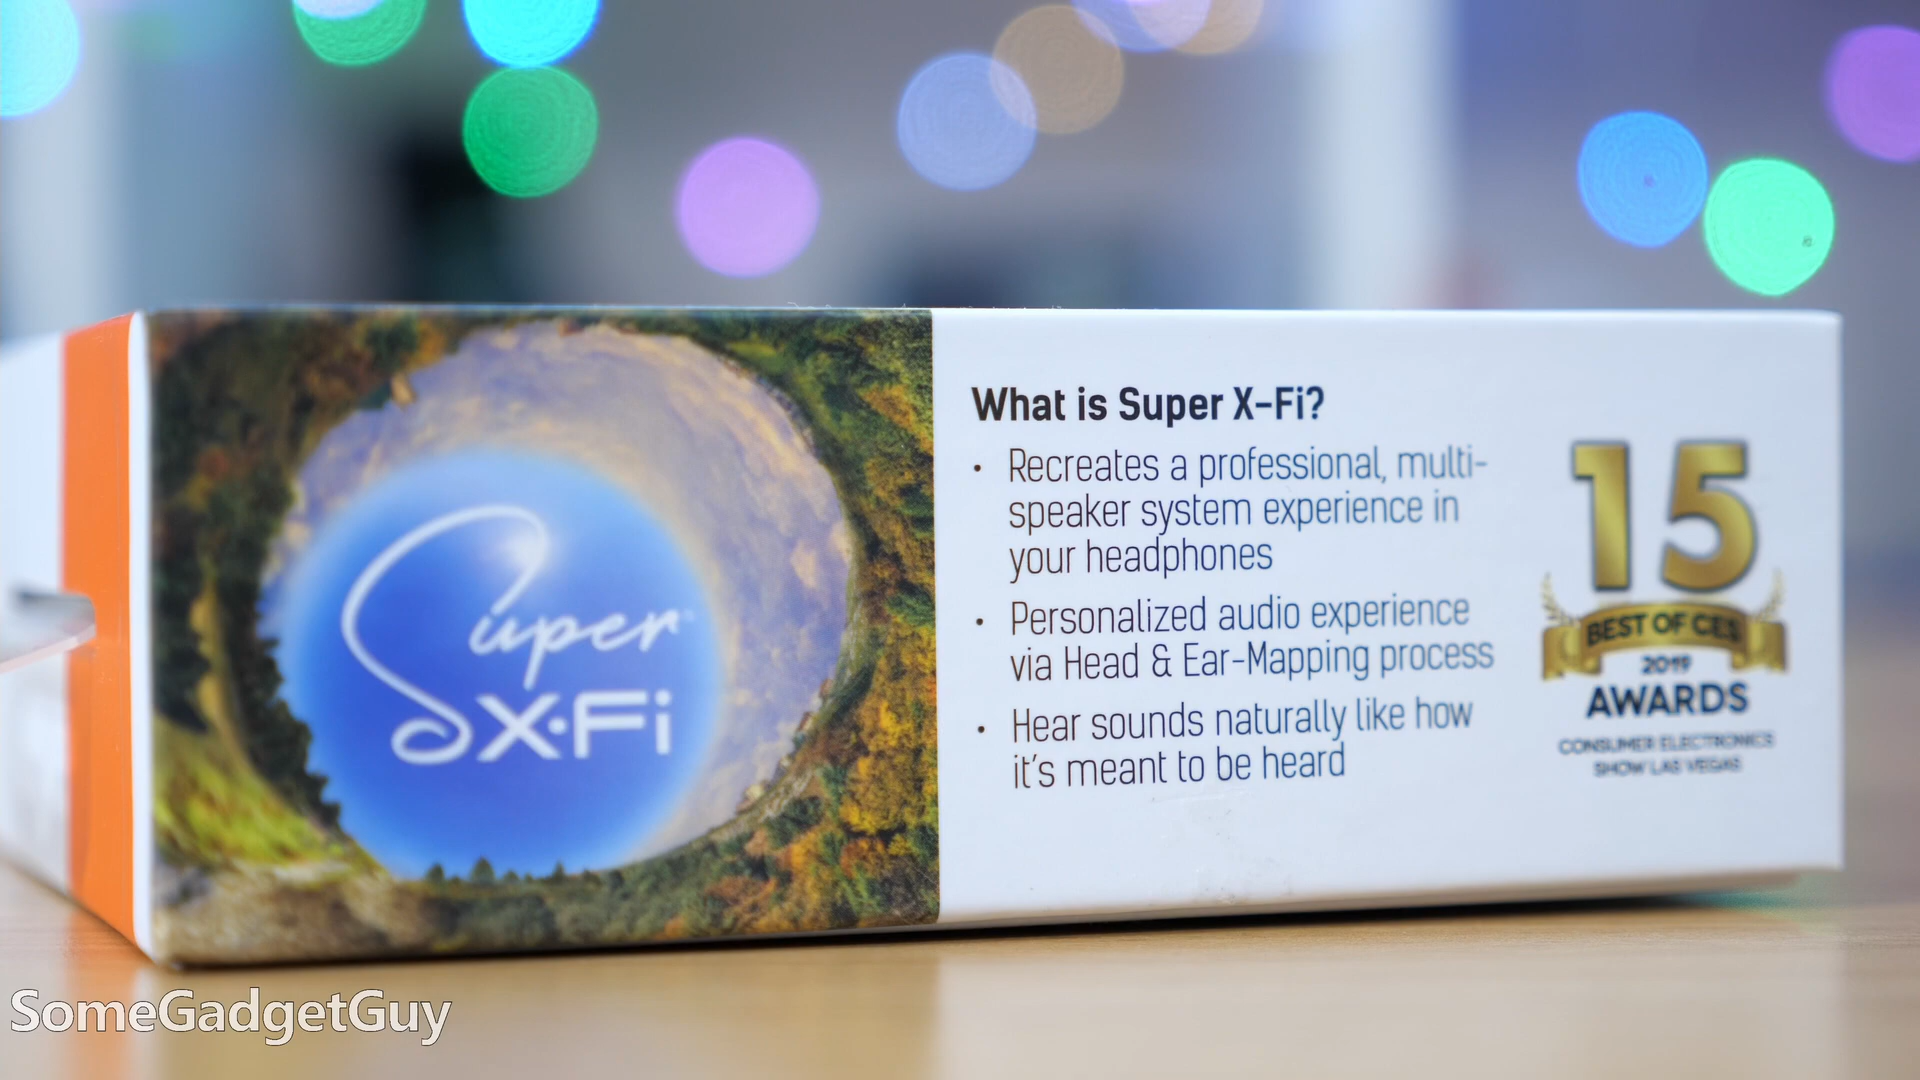 Super
X-Fi
What is Super X-Fi?
• Recreates a professional, multi-
speaker system experience in
your headphones
• Personalized audio experience
via Head & Ear-Mapping process
• Hear sounds naturally like how
it's meant to be heard
15
BEST OF CES
2019
AWARDS
CONSUMER ELECTRONICS
SHOW LAS VEGAS
SomeGadgetGuy